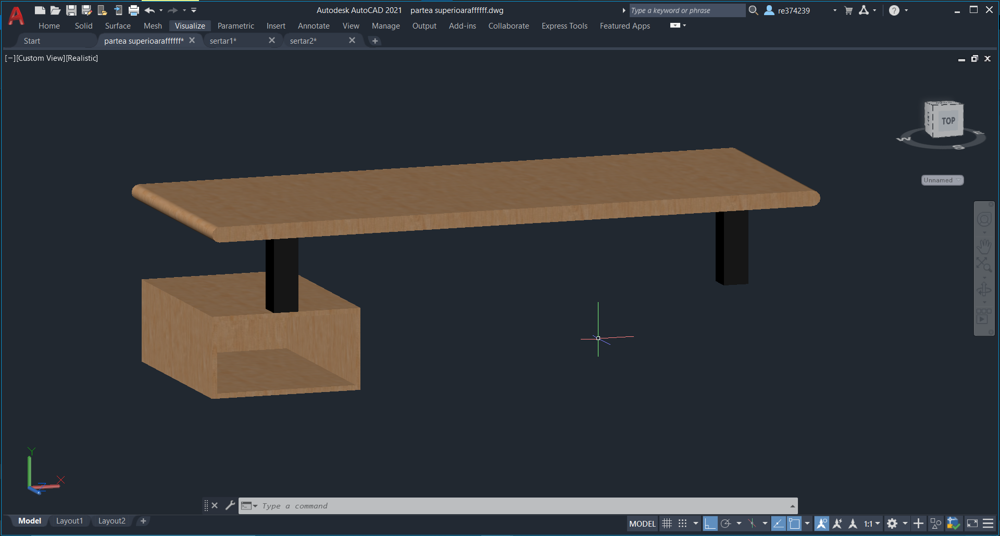 Autodesk AutoCAD 2021 partea superioaraffffff.dwg
Type a keyword or phrase
re374239
Home Solid Surface Mesh Visualize Parametric Insert Annotate View Manage Output Add-ins Collaborate Express Tools Featured Apps
Start partea superioaraffffff* sertar1* sertar2*
[−][Custom View][Realistic]
TOP
W S E
Unnamed
Y
X
Z
Type a command
Model Layout1 Layout2
MODEL 1:1